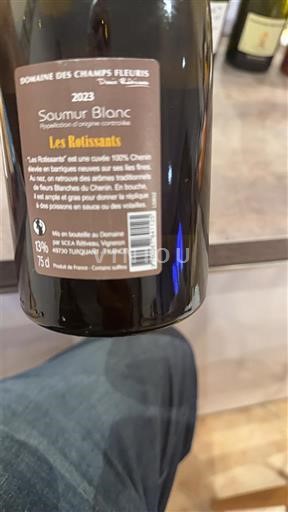 DOMAINE DES CHAMPS FLEURIS
2023
Saumur Blanc
Appellation d'origine contrôlée
Les Rotissants
"Les Rotissants" est une cuvée 100% Chenin
élevée en barriques neuves sur ses lies fines.
Au nez, on retrouve des arômes traditionnels
de fleurs Blanches du Chenin. En bouche,
il est ample et gras pour donner la réplique
à des poissons en sauce ou des volailles.
Mis en bouteille au Domaine
par SCEA Rétiveau, Vigneron
49730 TURQUANT - FRANCE
13%
75 cl
Produit de France - Contains sulfites